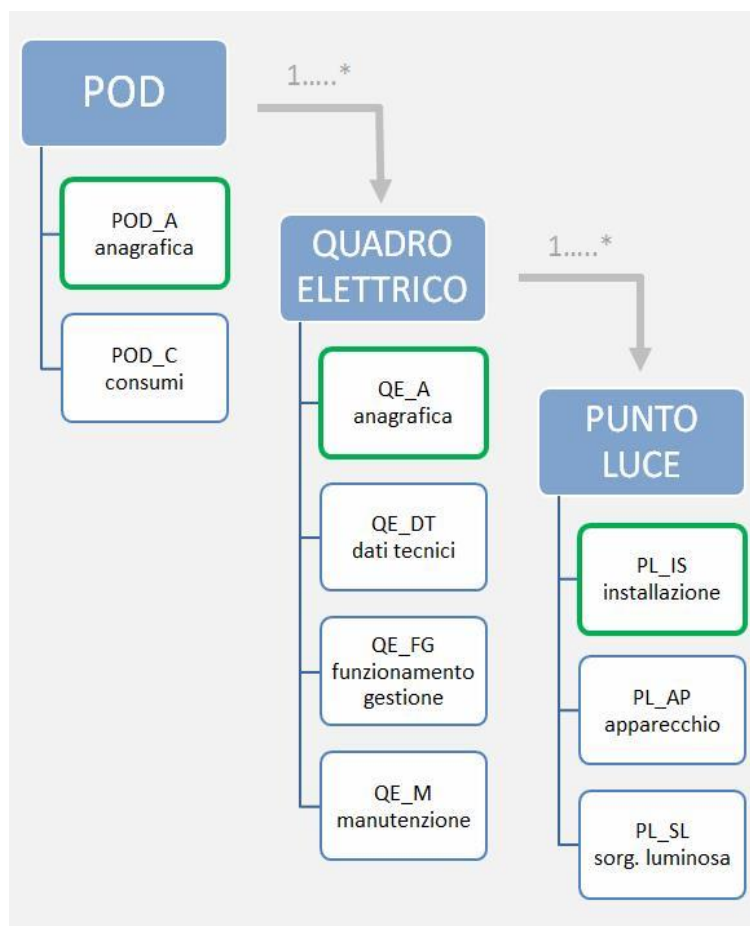 POD
1.....*
POD_A
anagrafica
POD_C
consumi
QUADRO
ELETTRICO
1.....*
QE_A
anagrafica
QE_DT
dati tecnici
QE_FG
funzionamento
gestione
QE_M
manutenzione
PUNTO
LUCE
PL_IS
installazione
PL_AP
apparecchio
PL_SL
sorg. luminosa